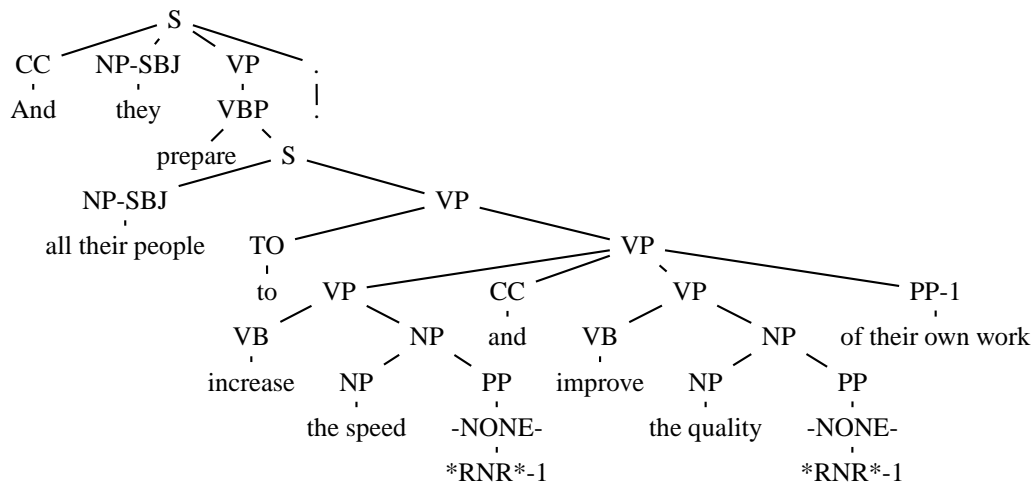 S
CC NP-SBJ VP .
And they VBP .
prepare S
NP-SBJ VP
all their people TO VP
to VP CC VP PP-1
VB NP and VB NP of their own work
increase NP PP improve NP PP
the speed -NONE- the quality -NONE-
*RNR*-1 *RNR*-1